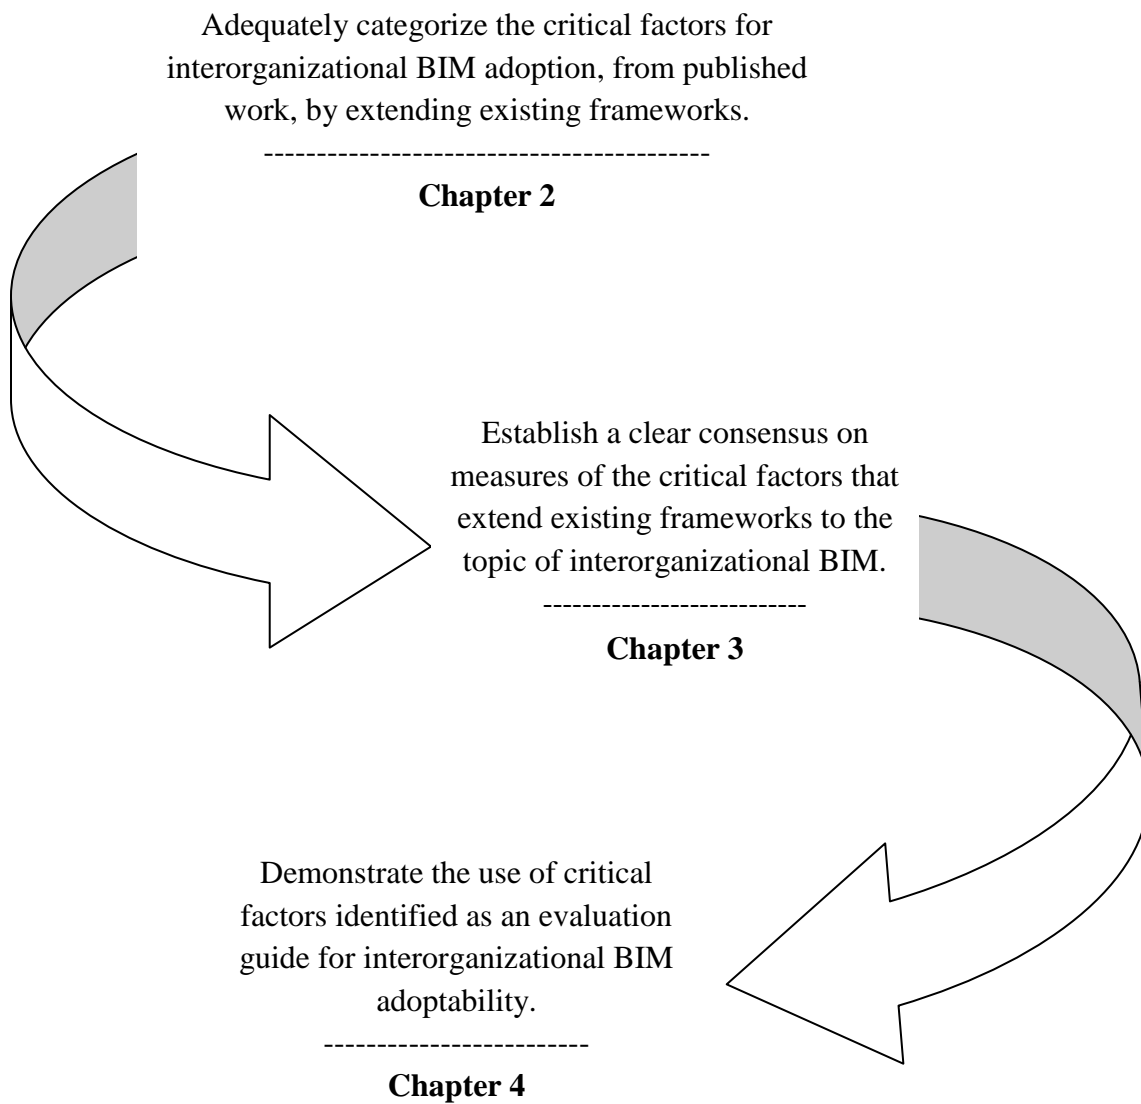 Adequately categorize the critical factors for
interorganizational BIM adoption, from published
work, by extending existing frameworks.
-------------------------------------------
Chapter 2
Establish a clear consensus on
measures of the critical factors that
extend existing frameworks to the
topic of interorganizational BIM.
---------------------------
Chapter 3
Demonstrate the use of critical
factors identified as an evaluation
guide for interorganizational BIM
adoptability.
-------------------------
Chapter 4